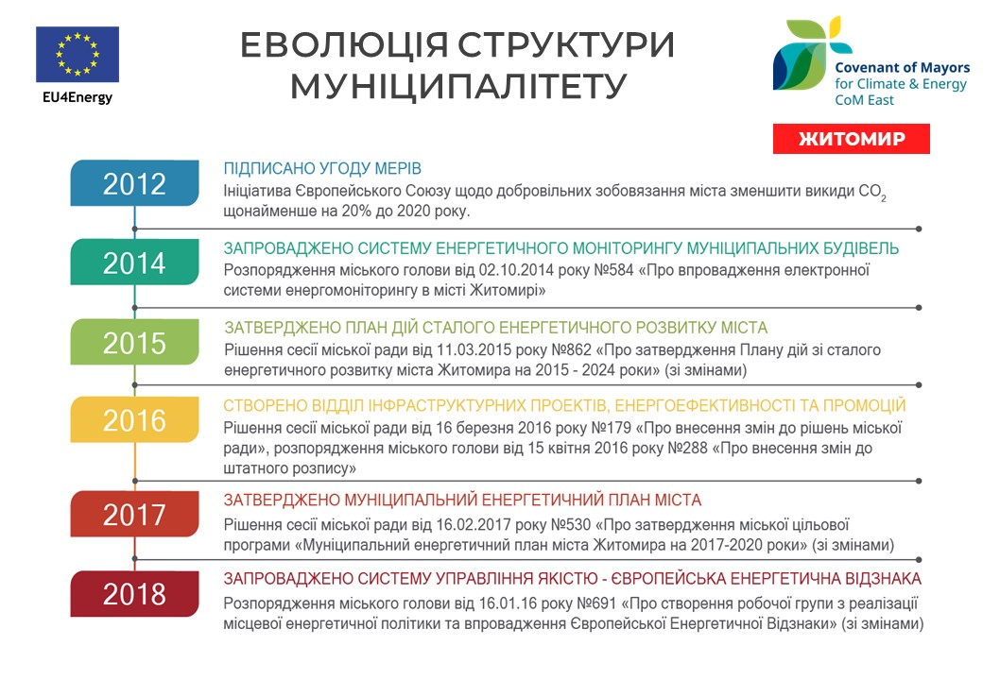 EU4Energy
ЕВОЛЮЦІЯ СТРУКТУРИ
МУНІЦИПАЛІТЕТУ
Covenant of Mayors
for Climate & Energy
CoM East
ЖИТОМИР
2012
ПІДПИСАНО УГОДУ МЕРІВ
Ініціатива Європейського Союзу щодо добровільних зобовязання міста зменшити викиди CO₂
щонайменше на 20% до 2020 року.
2014
ЗАПРОВАДЖЕНО СИСТЕМУ ЕНЕРГЕТИЧНОГО МОНІТОРИНГУ МУНІЦИПАЛЬНИХ БУДІВЕЛЬ
Розпорядження міського голови від 02.10.2014 року №584 «Про впровадження електронної
системи енергомоніторингу в місті Житомирі»
2015
ЗАТВЕРДЖЕНО ПЛАН ДІЙ СТАЛОГО ЕНЕРГЕТИЧНОГО РОЗВИТКУ МІСТА
Рішення сесії міської ради від 11.03.2015 року №862 «Про затвердження Плану дій зі сталого
енергетичного розвитку міста Житомира на 2015 - 2024 роки» (зі змінами)
2016
СТВОРЕНО ВІДДІЛ ІНФРАСТРУКТУРНИХ ПРОЕКТІВ, ЕНЕРГОЕФЕКТИВНОСТІ ТА ПРОМОЦІЙ
Рішення сесії міської ради від 16 березня 2016 року №179 «Про внесення змін до рішень міської
ради», розпорядження міського голови від 15 квітня 2016 року №288 «Про внесення змін до
штатного розпису»
2017
ЗАТВЕРДЖЕНО МУНІЦИПАЛЬНИЙ ЕНЕРГЕТИЧНИЙ ПЛАН МІСТА
Рішення сесії міської ради від 16.02.2017 року №530 «Про затвердження міської цільової
програми «Муніципальний енергетичний план міста Житомира на 2017-2020 роки» (зі змінами)
2018
ЗАПРОВАДЖЕНО СИСТЕМУ УПРАВЛІННЯ ЯКІСТЮ - ЄВРОПЕЙСЬКА ЕНЕРГЕТИЧНА ВІДЗНАКА
Розпорядження міського голови від 16.01.16 року №691 «Про створення робочої групи з реалізації
місцевої енергетичної політики та впровадження Європейської Енергетичної Відзнаки» (зі змінами)